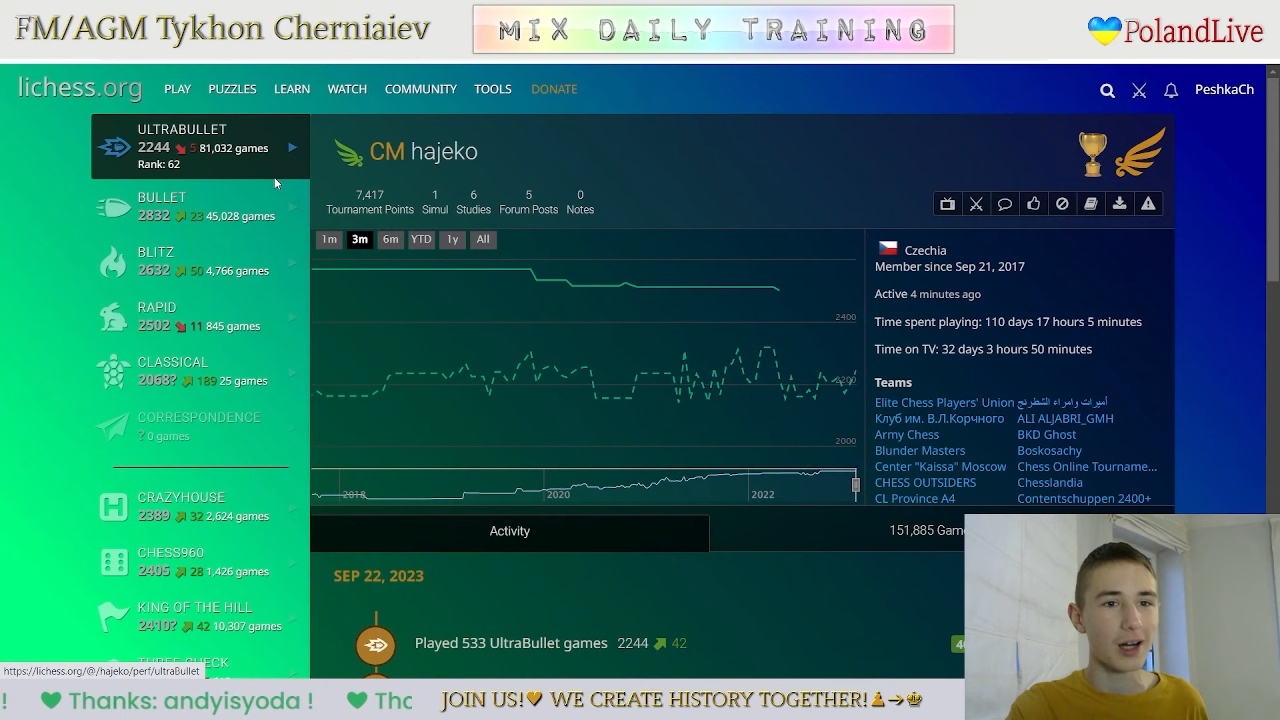 FM/AGM Tykhon Cherniaiev
MIX DAILY TRAINING
PolandLive
lichess.org PLAY PUZZLES LEARN WATCH COMMUNITY TOOLS DONATE PeshkaCh
ULTRABULLET
2244 5 81,032 games
Rank: 62
BULLET
2832 23 45,028 games
BLITZ
2632 50 4,766 games
RAPID
2502 11 845 games
CLASSICAL
2068? 189 25 games
CORRESPONDENCE
? 0 games
CRAZYHOUSE
2389 32 2,624 games
CHESS960
2405 28 1,426 games
KING OF THE HILL
2410? 42 10,307 games
THREE-CHECK
https://lichess.org/@/hajeko/perf/ultraBullet
CM hajeko
7,417 1 6 5 0
Tournament Points Simul Studies Forum Posts Notes
1m 3m 6m YTD 1y All
2400
2200
2000
2018 2020 2022
Czechia
Member since Sep 21, 2017
Active 4 minutes ago
Time spent playing: 110 days 17 hours 5 minutes
Time on TV: 32 days 3 hours 50 minutes
Teams
Elite Chess Players' Union أميرات وامراء الشطرنج
Клуб им. В.Л.Корчного ALI ALJABRI_GMH
Army Chess BKD Ghost
Blunder Masters Boskosachy
Center "Kaissa" Moscow Chess Online Tourname...
CHESS OUTSIDERS Chesslandia
CL Province A4 Contentschuppen 2400+
Activity 151,885
SEP 22, 2023
Played 533 UltraBullet games 2244 42
! Thanks: andyisyoda !
JOIN US! WE CREATE HISTORY TOGETHER!